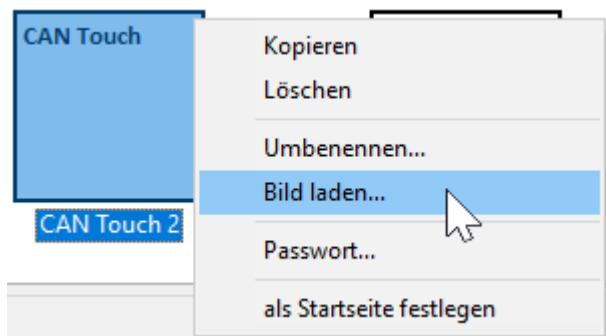 CAN Touch
CAN Touch 2
Kopieren
Löschen
Umbenennen...
Bild laden...
Passwort...
als Startseite festlegen